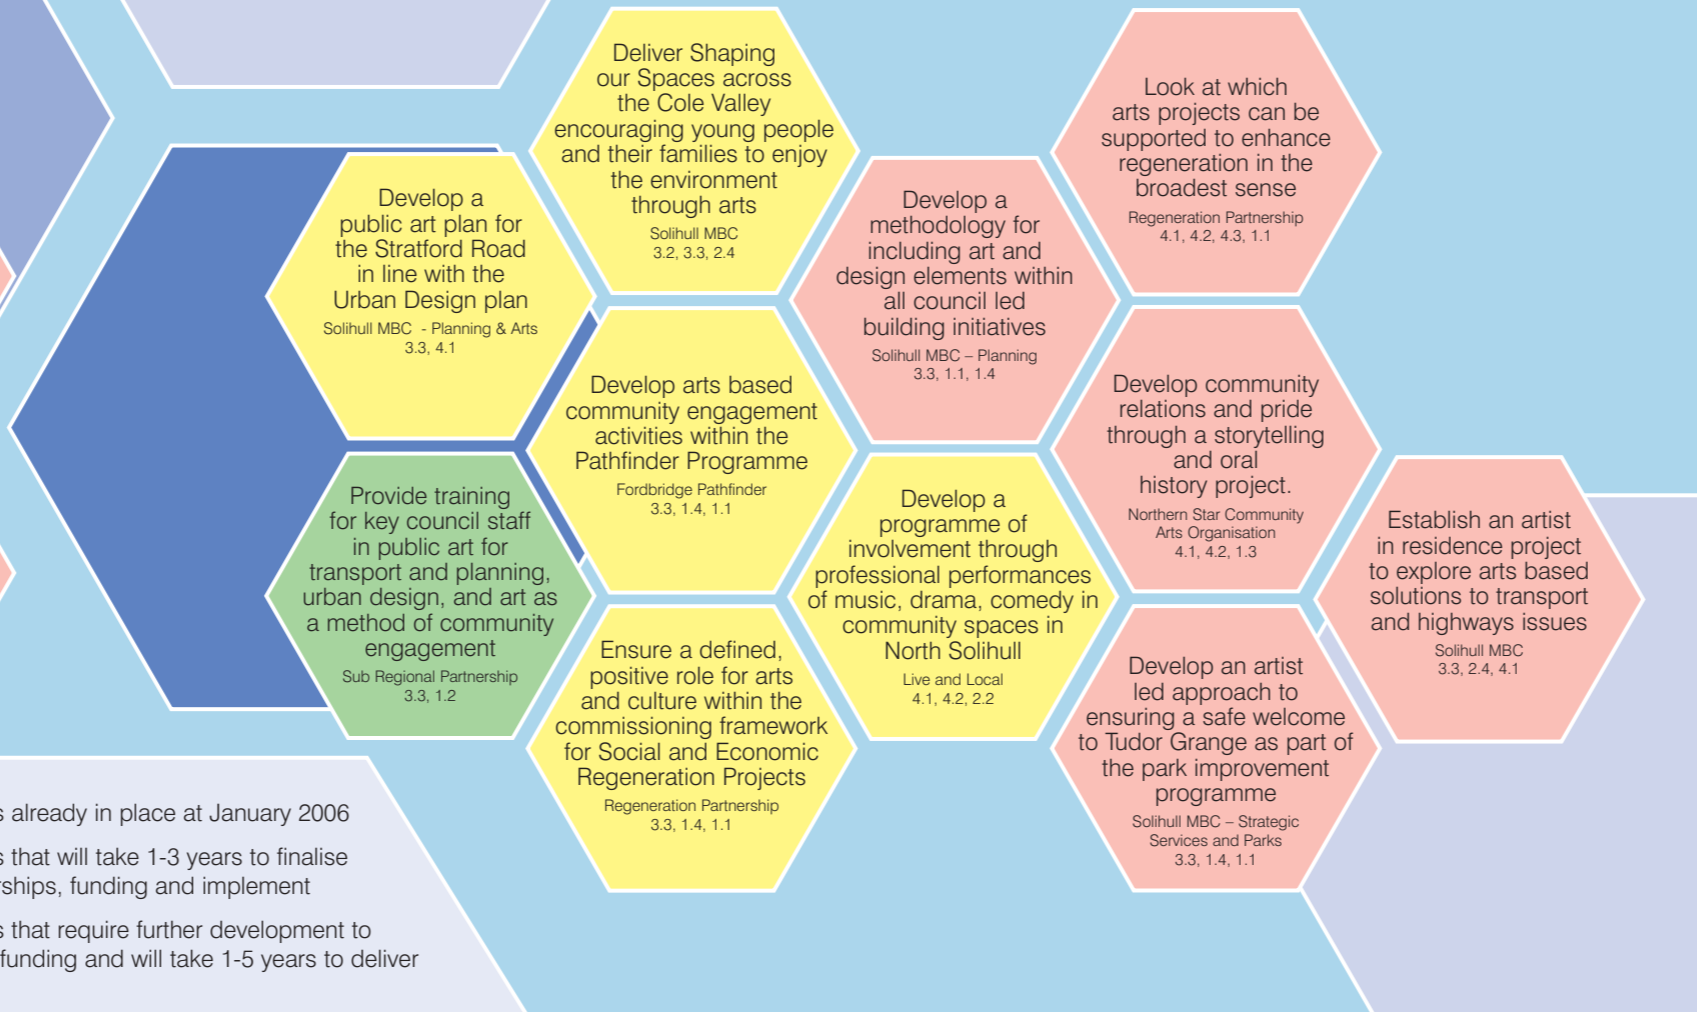 Deliver Shaping
our Spaces across
the Cole Valley
encouraging young people
and their families to enjoy
the environment
through arts
Solihull MBC
3.2, 3.3, 2.4
Look at which
arts projects can be
supported to enhance
regeneration in the
broadest sense
Regeneration Partnership
4.1, 4.2, 4.3, 1.1
Develop a
public art plan for
the Stratford Road
in line with the
Urban Design plan
Solihull MBC - Planning & Arts
3.3, 4.1
Develop a
methodology for
including art and
design elements within
all council led
building initiatives
Solihull MBC – Planning
3.3, 1.1, 1.4
Develop arts based
community engagement
activities within the
Pathfinder Programme
Fordbridge Pathfinder
3.3, 1.4, 1.1
Develop community
relations and pride
through a storytelling
and oral
history project.
Northern Star Community
Arts Organisation
4.1, 4.2, 1.3
Provide training
for key council staff
in public art for
transport and planning,
urban design, and art as
a method of community
engagement
Sub Regional Partnership
3.3, 1.2
Develop a
programme of
involvement through
professional performances
of music, drama, comedy in
community spaces in
North Solihull
Live and Local
4.1, 4.2, 2.2
Establish an artist
in residence project
to explore arts based
solutions to transport
and highways issues
Solihull MBC
3.3, 2.4, 4.1
Ensure a defined,
positive role for arts
and culture within the
commissioning framework
for Social and Economic
Regeneration Projects
Regeneration Partnership
3.3, 1.4, 1.1
Develop an artist
led approach to
ensuring a safe welcome
to Tudor Grange as part of
the park improvement
programme
Solihull MBC – Strategic
Services and Parks
3.3, 1.4, 1.1
s already in place at January 2006
s that will take 1-3 years to finalise
rships, funding and implement
s that require further development to
funding and will take 1-5 years to deliver